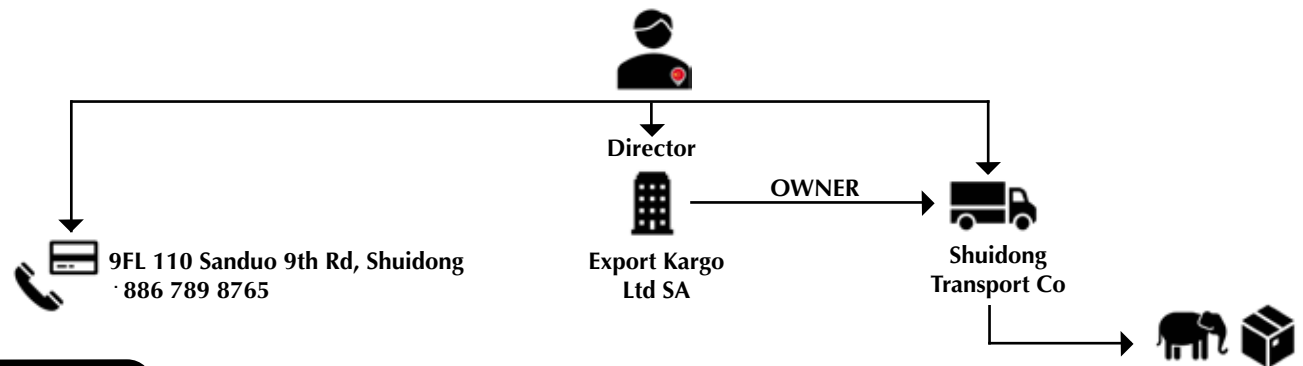 Director
OWNER
9FL 110 Sanduo 9th Rd, Shuidong
886 789 8765
Export Kargo
Ltd SA
Shuidong
Transport Co